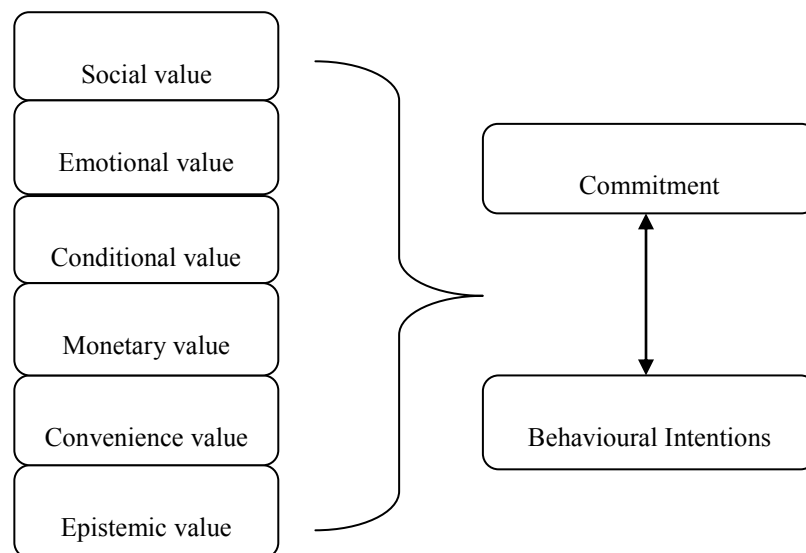 Social value
Emotional value
Conditional value
Monetary value
Convenience value
Epistemic value
Commitment
Behavioural Intentions